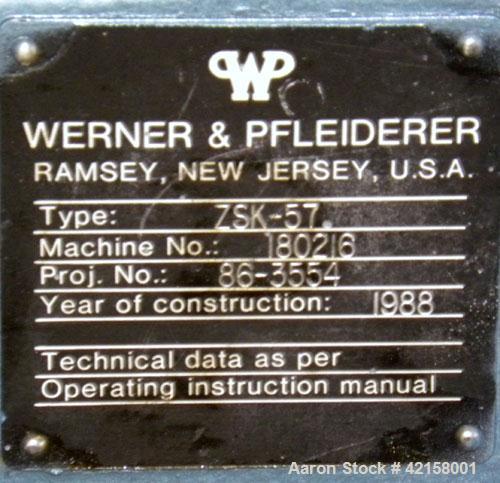 WP
WERNER & PFLEIDERER
RAMSEY, NEW JERSEY, U.S.A.
Type: ZSK-57.
Machine No.: 180216
Proj. No.: 86-3554
Year of construction: 1988
Technical data as per
Operating instruction manual
Aaron Stock # 42158001